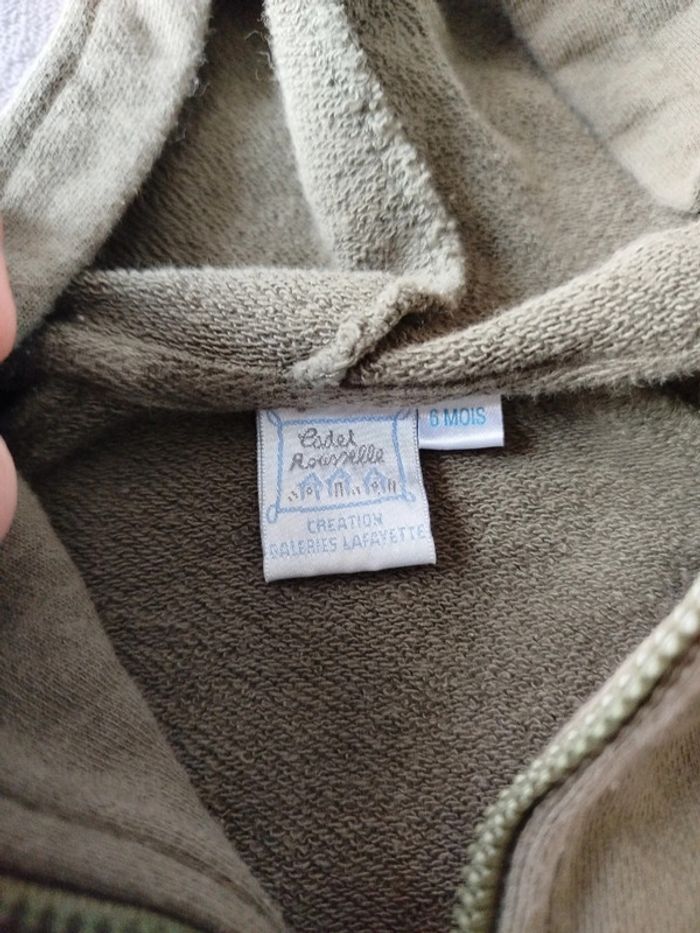 Cadet
Rousselle
CREATION
GALERIES LAFAYETTE
6 MOIS